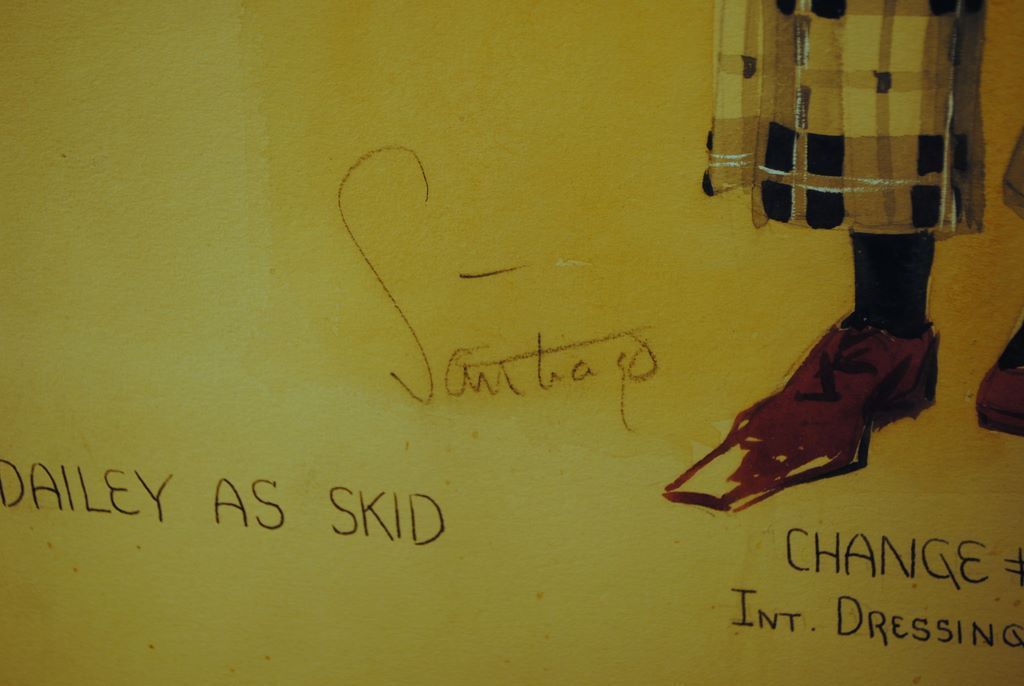 Santiago
DAILEY AS SKID
CHANGE #
INT. DRESSING